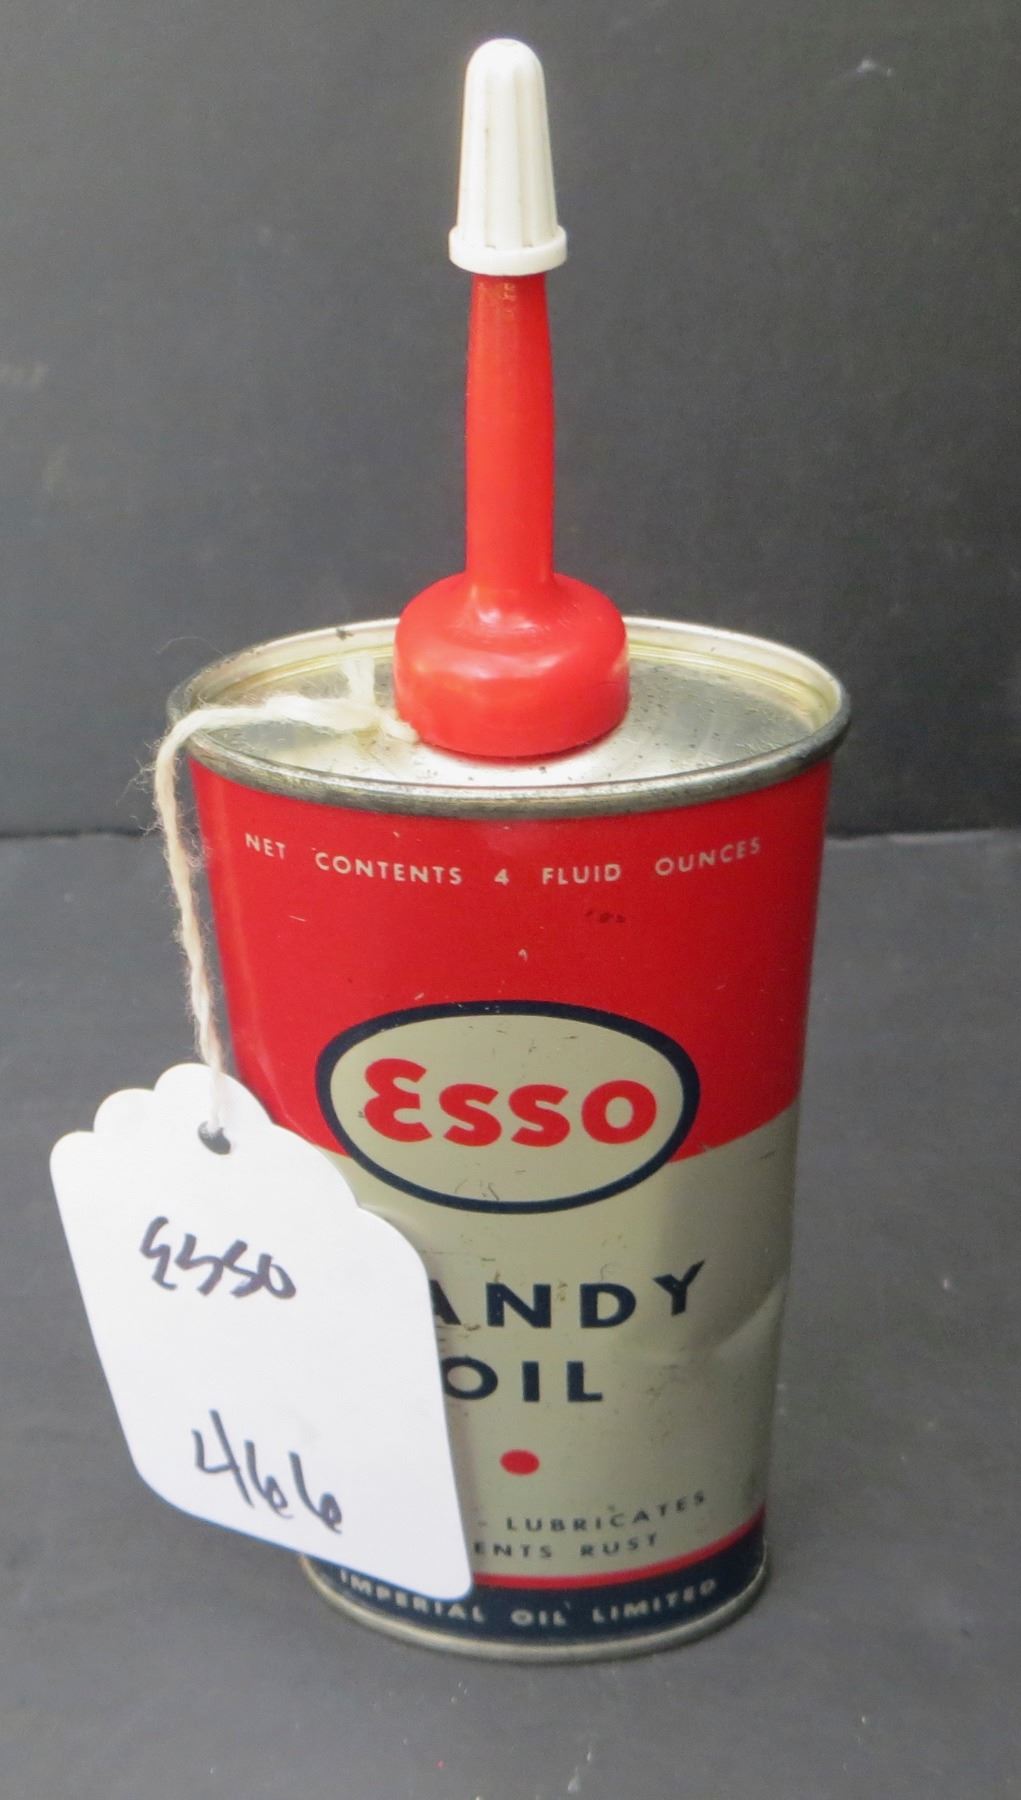 NET CONTENTS 4 FLUID OUNCES
Esso
ANDY
OIL
- LUBRICATES
ENTS RUST
IMPERIAL OIL LIMITED
Esso
466